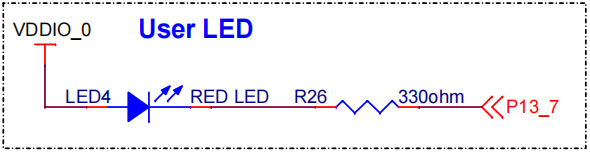 VDDIO_0
User LED
LED4 RED LED R26 330ohm P13_7